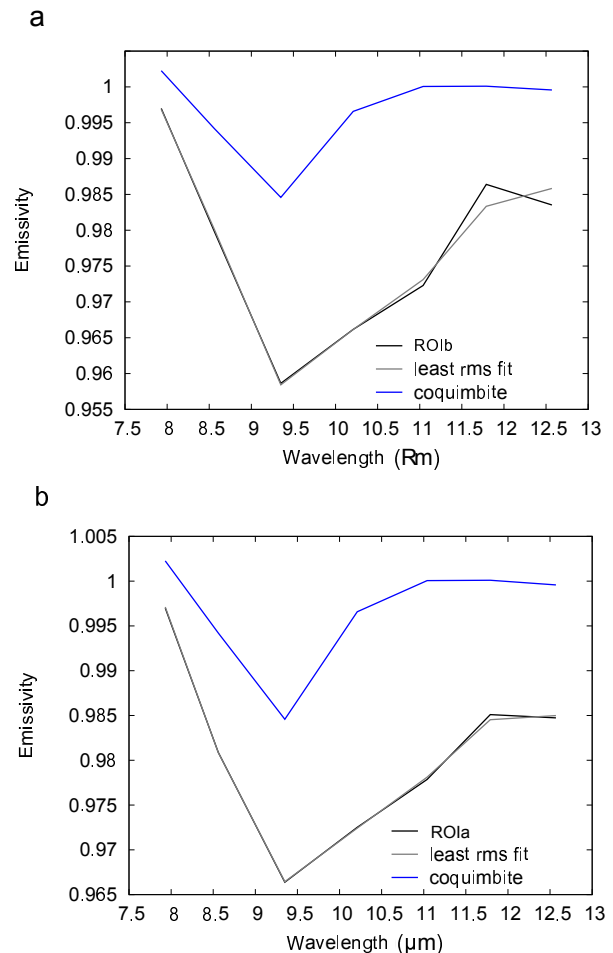 a
1
0.995
0.99
0.985
0.98
0.975
0.97
0.965
0.96
0.955
Emissivity
ROIb
least rms fit
coquimbite
7.5 8 8.5 9 9.5 10 10.5 11 11.5 12 12.5 13
Wavelength (Rm)
b
1.005
1
0.995
0.99
0.985
0.98
0.975
0.97
0.965
Emissivity
ROIa
least rms fit
coquimbite
7.5 8 8.5 9 9.5 10 10.5 11 11.5 12 12.5 13
Wavelength (µm)